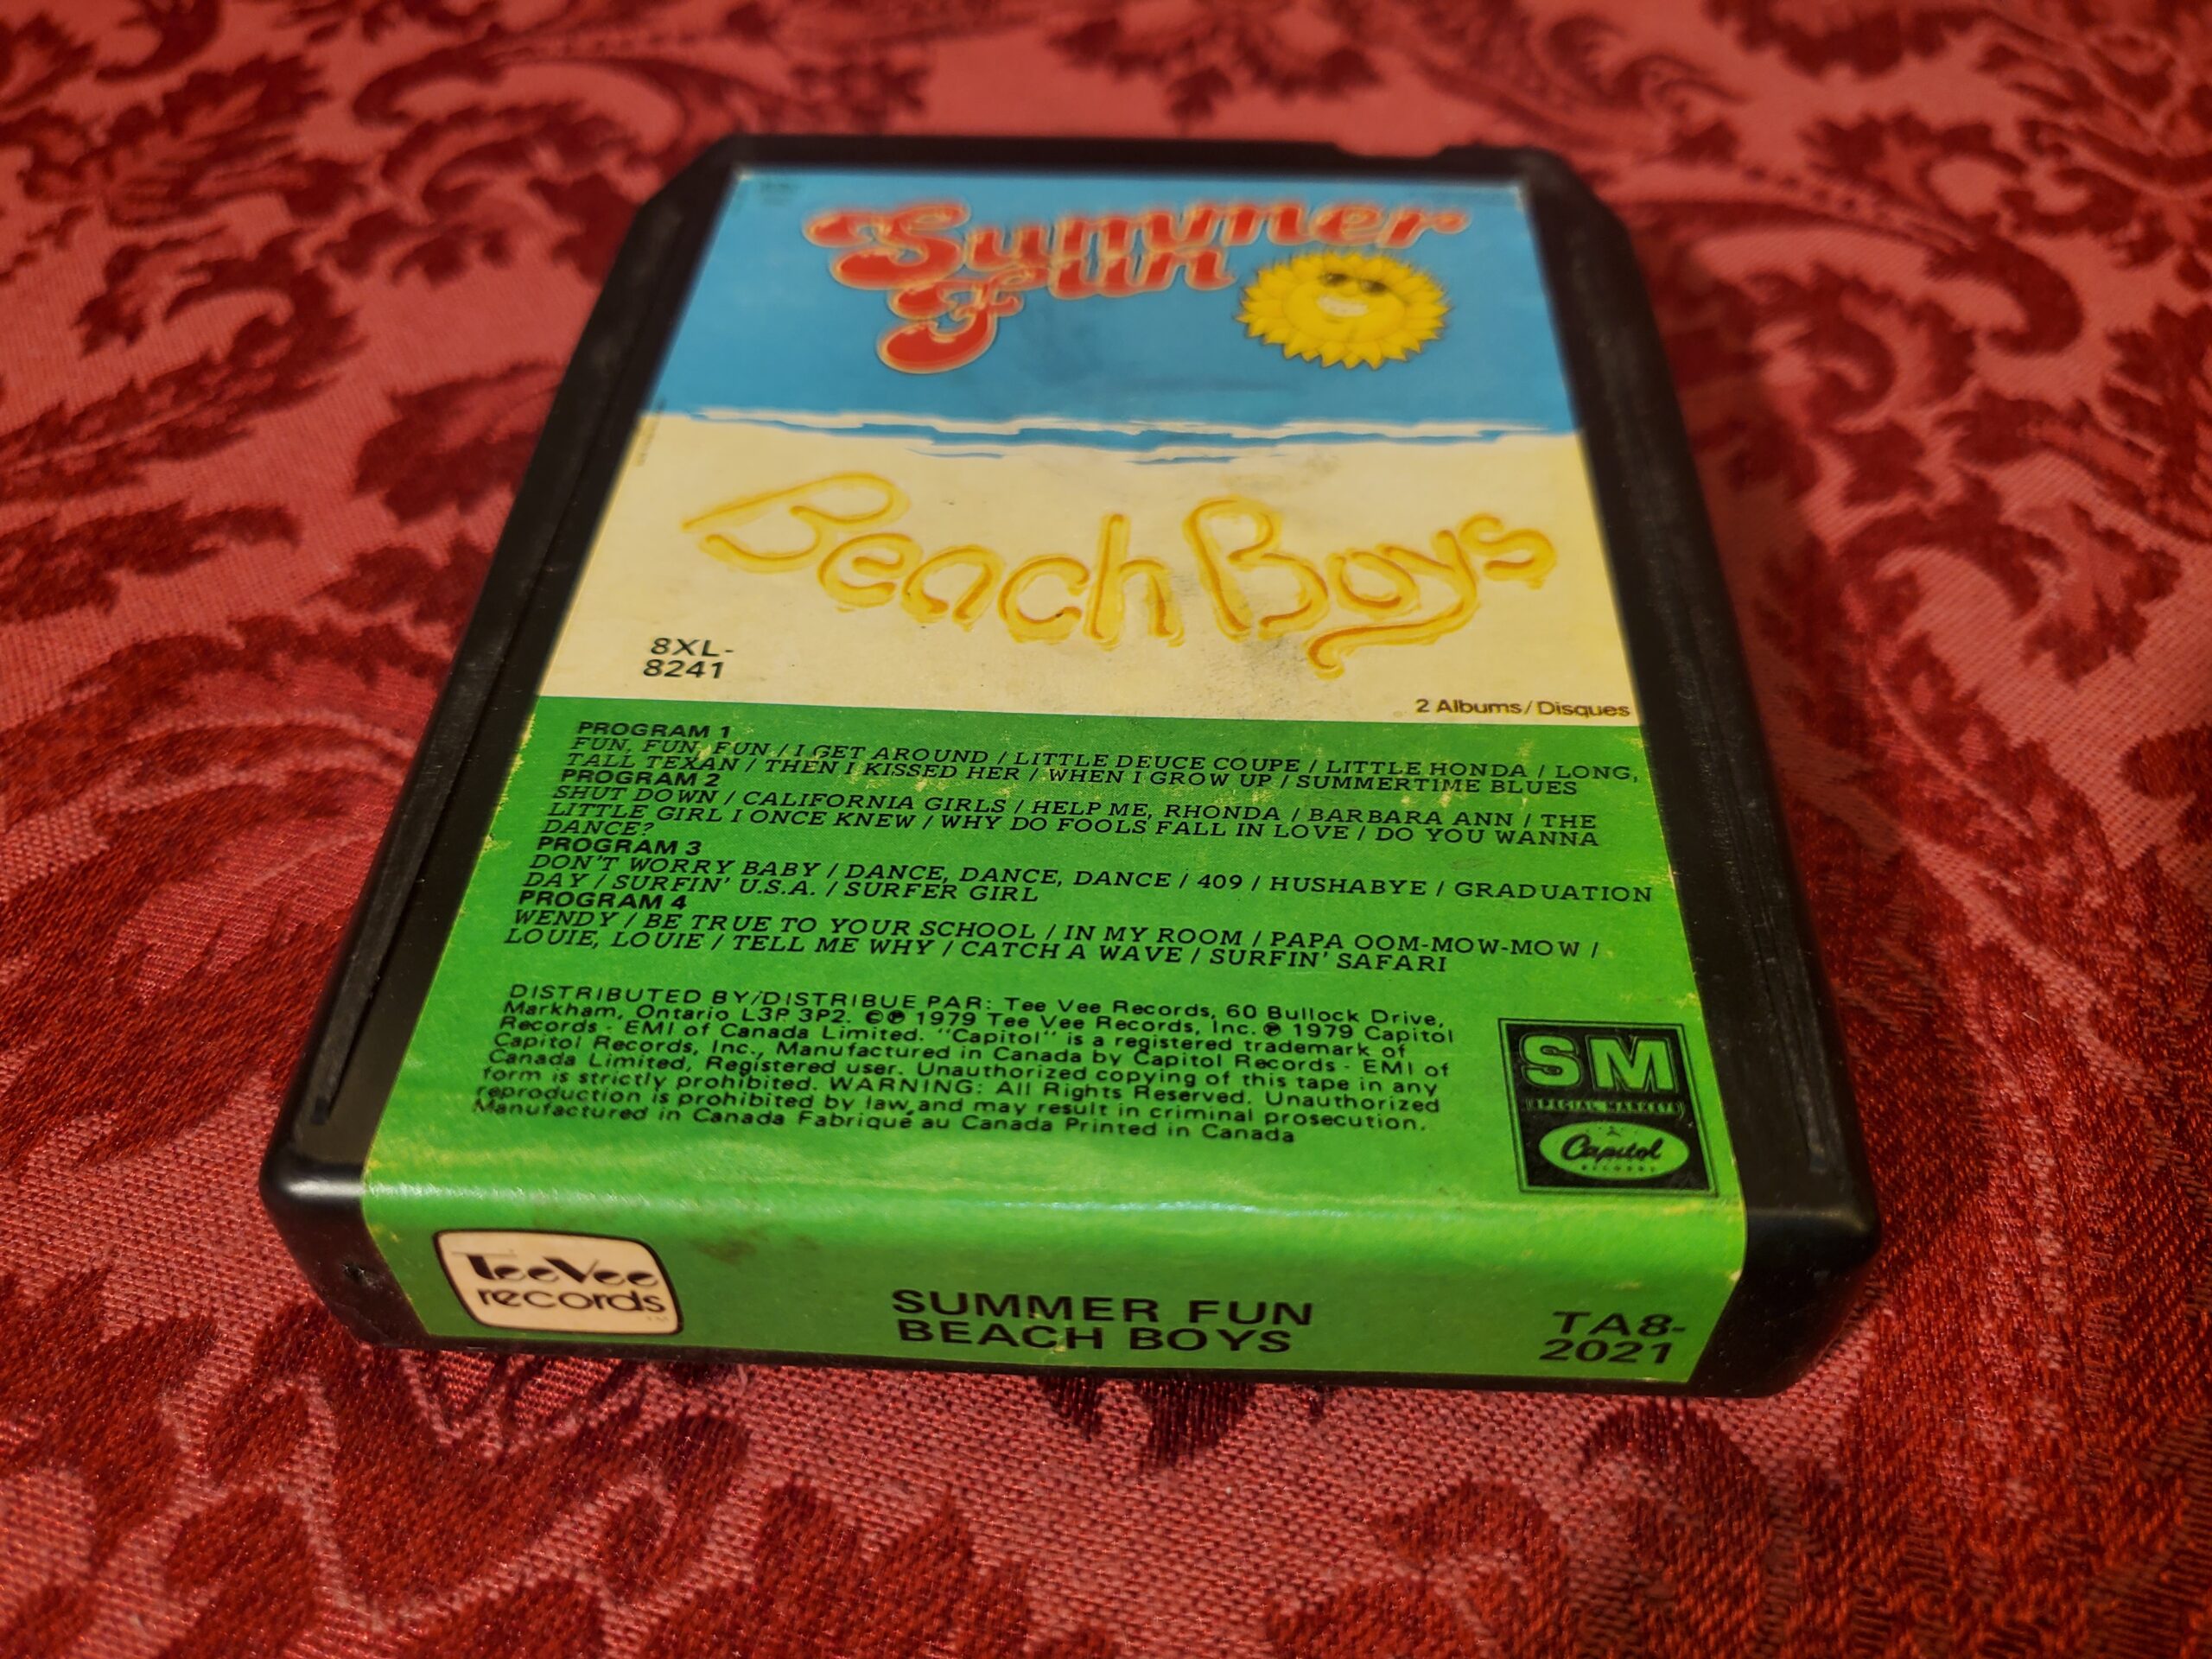 Summer
Fun
Beach Boys
8XL-
8241
2 Albums/Disques
PROGRAM 1
FUN, FUN, FUN / I GET AROUND / LITTLE DEUCE COUPE / LITTLE HONDA / LONG,
TALL TEXAN / THEN I KISSED HER / WHEN I GROW UP / SUMMERTIME BLUES
PROGRAM 2
SHUT DOWN / CALIFORNIA GIRLS / HELP ME, RHONDA / BARBARA ANN / THE
LITTLE GIRL I ONCE KNEW / WHY DO FOOLS FALL IN LOVE / DO YOU WANNA
DANCE?
PROGRAM 3
DON'T WORRY BABY / DANCE, DANCE, DANCE / 409 / HUSHABYE / GRADUATION
DAY / SURFIN' U.S.A. / SURFER GIRL
PROGRAM 4
WENDY / BE TRUE TO YOUR SCHOOL / IN MY ROOM / PAPA OOM-MOW-MOW /
LOUIE, LOUIE / TELL ME WHY / CATCH A WAVE / SURFIN' SAFARI
DISTRIBUTED BY/DISTRIBUE PAR: Tee Vee Records, 60 Bullock Drive,
Markham, Ontario L3P 3P2. ©℗ 1979 Tee Vee Records, Inc. ℗ 1979 Capitol
Records - EMI of Canada Limited. "Capitol" is a registered trademark of
Capitol Records, Inc., Manufactured in Canada by Capitol Records - EMI of
Canada Limited, Registered user. Unauthorized copying of this tape in any
form is strictly prohibited. WARNING: All Rights Reserved. Unauthorized
reproduction is prohibited by law and may result in criminal prosecution.
Manufactured in Canada Fabriqué au Canada Printed in Canada
SM
SPECIAL MARKETS
Capitol
RECORDS
TeeVee
records
TM
SUMMER FUN
BEACH BOYS
TA8-
2021